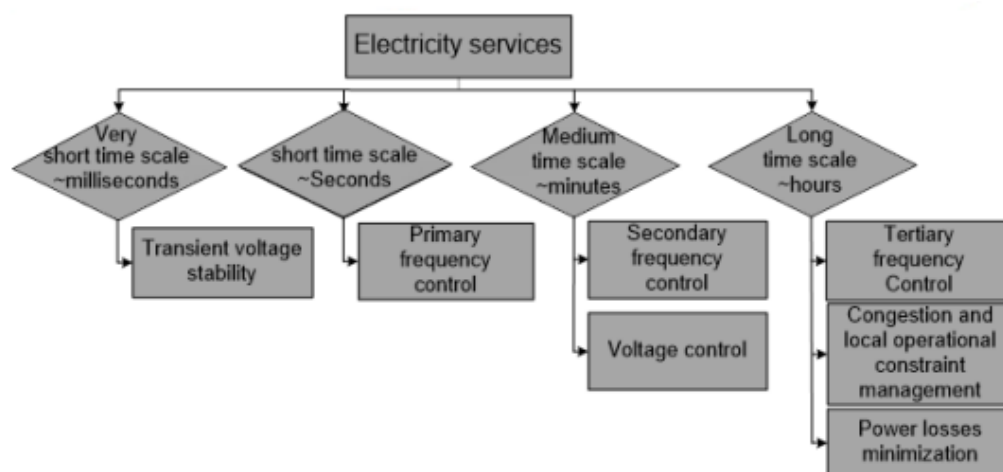 Electricity services
Very
short time scale
~milliseconds
short time scale
~Seconds
Medium
time scale
~minutes
Long
time scale
~hours
Transient voltage
stability
Primary
frequency
control
Secondary
frequency
control
Voltage control
Tertiary
frequency
Control
Congestion and
local operational
constraint
management
Power losses
minimization